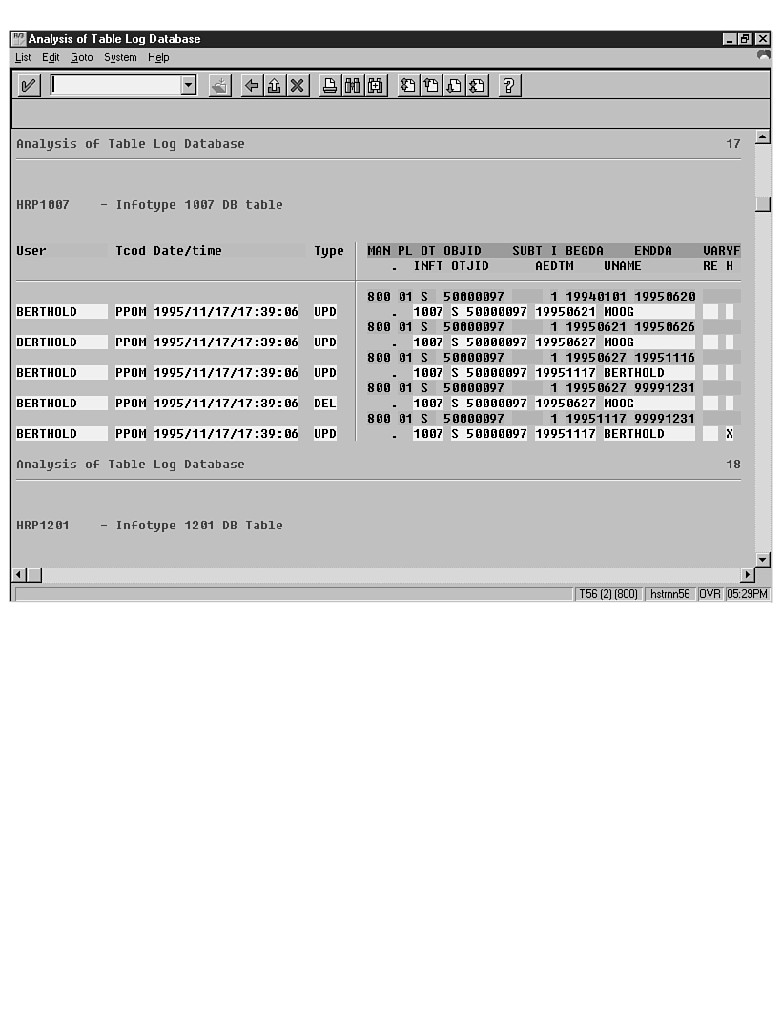 Analysis of Table Log Database
List Edit Goto System Help
Analysis of Table Log Database 17
HRP1007 - Infotype 1007 DB table
User Tcod Date/time Type MAN PL OT OBJID SUBT I BEGDA ENDDA VARYF
. INFT OTJID AEDTM UNAME RE H
800 01 S 50000097 1 19940101 19950620
BERTHOLD PPOM 1995/11/17/17:39:06 UPD . 1007 S 50000097 19950621 MOOG
800 01 S 50000097 1 19950621 19950626
BERTHOLD PPOM 1995/11/17/17:39:06 UPD . 1007 S 50000097 19950627 MOOG
800 01 S 50000097 1 19950627 19951116
BERTHOLD PPOM 1995/11/17/17:39:06 UPD . 1007 S 50000097 19951117 BERTHOLD
800 01 S 50000097 1 19950627 99991231
BERTHOLD PPOM 1995/11/17/17:39:06 DEL . 1007 S 50000097 19950627 MOOG
800 01 S 50000097 1 19951117 99991231
BERTHOLD PPOM 1995/11/17/17:39:06 UPD . 1007 S 50000097 19951117 BERTHOLD X
Analysis of Table Log Database 18
HRP1201 - Infotype 1201 DB Table
T56 (2) (800) OVR 05:29PM